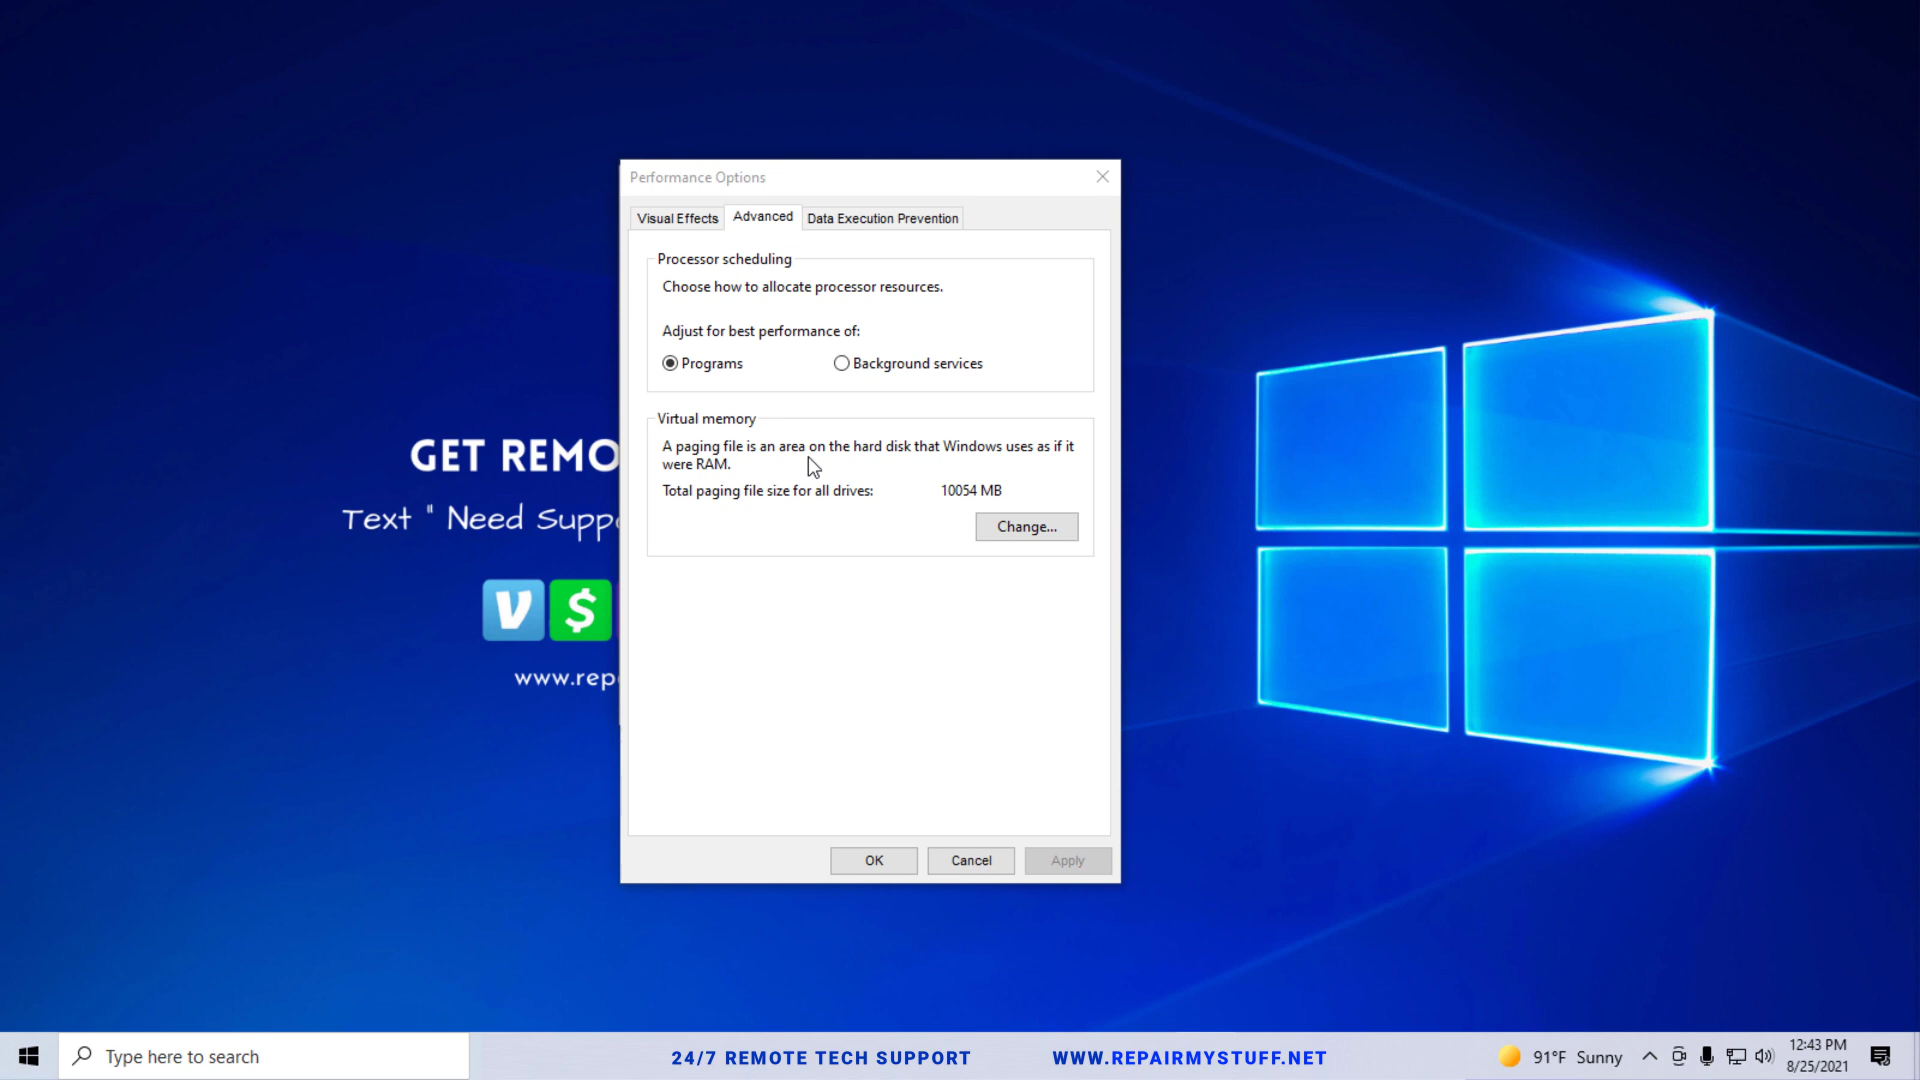 Performance Options
Visual Effects
Advanced
Data Execution Prevention
Processor scheduling
Choose how to allocate processor resources.
Adjust for best performance of:
Programs
Background services
Virtual memory
A paging file is an area on the hard disk that Windows uses as if it
were RAM.
Total paging file size for all drives:
10054 MB
Change...
OK
Cancel
Apply
GET REMO
Text " Need Supp
V
$
www.rep
Type here to search
24/7 REMOTE TECH SUPPORT
WWW.REPAIRMYSTUFF.NET
91°F Sunny
12:43 PM
8/25/2021